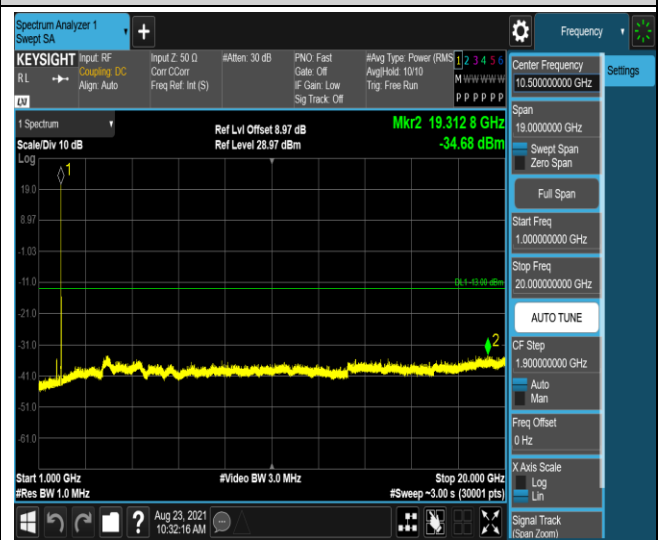 Spectrum Analyzer 1
Swept SA
Frequency
KEYSIGHT
RL
Input: RF
Coupling: DC
Align: Auto
Input Z: 50 Ω
Corr CCorr
Freq Ref: Int (S)
#Atten: 30 dB
PNO: Fast
Gate: Off
IF Gain: Low
Sig Track: Off
#Avg Type: Power (RMS
Avg|Hold: 10/10
Trig: Free Run
1 2 3 4 5 6
M W W W W W
P P P P P P
LW
1 Spectrum
Scale/Div 10 dB
Log
Ref Lvl Offset 8.97 dB
Ref Level 28.97 dBm
Mkr2 19.312 8 GHz
-34.68 dBm
1
19.0
8.97
-1.03
-11.0
DL1 -13.00 dBm
-21.0
-31.0
2
-41.0
-51.0
-61.0
Start 1.000 GHz
#Res BW 1.0 MHz
#Video BW 3.0 MHz
Stop 20.000 GHz
#Sweep ~3.00 s (30001 pts)
?
Aug 23, 2021
10:32:16 AM
Center Frequency
10.500000000 GHz
Settings
Span
19.0000000 GHz
Swept Span
Zero Span
Full Span
Start Freq
1.000000000 GHz
Stop Freq
20.000000000 GHz
AUTO TUNE
CF Step
1.900000000 GHz
Auto
Man
Freq Offset
0 Hz
X Axis Scale
Log
Lin
Signal Track
(Span Zoom)